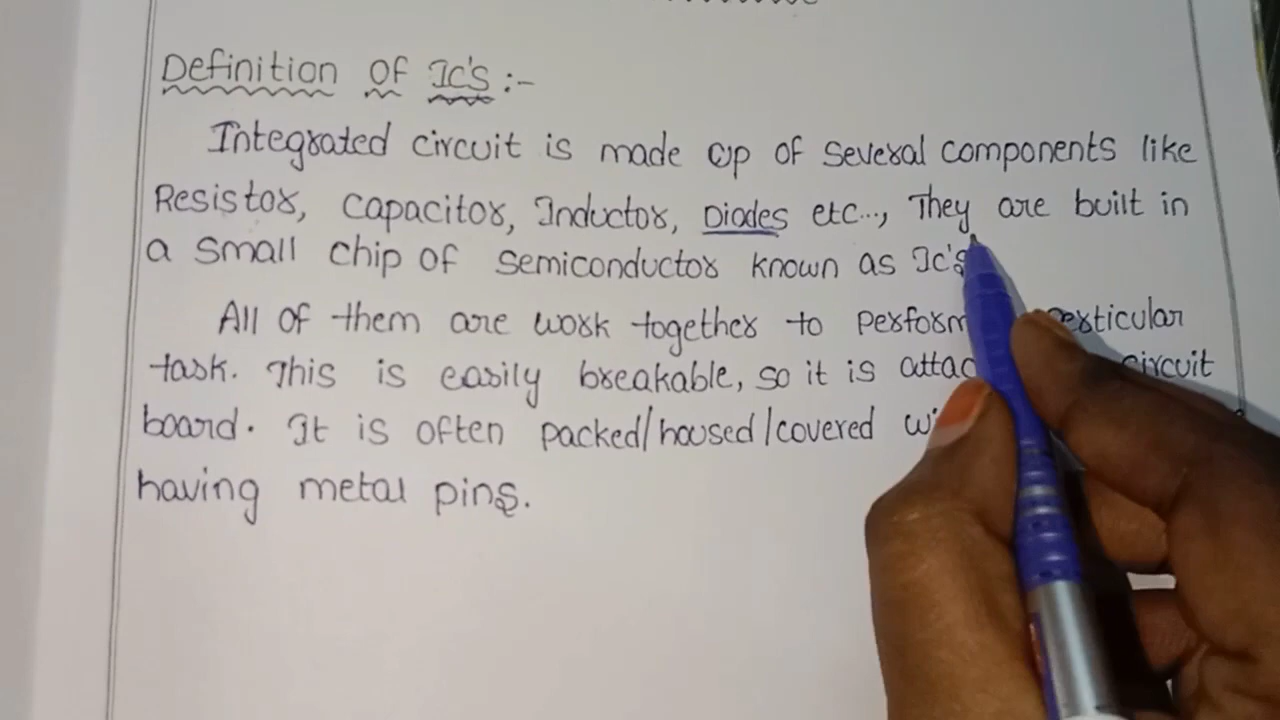 Definition of Ic's :-
Integrated circuit is made up of several components like
Resistor, capacitor, Inductor, Diodes etc..., They are built in
a small chip of semiconductor known as Ic's
All of them are work together to perform perticular
task. This is easily breakable, so it is circuit
board. It is often packed/housed/covered
having metal pins.